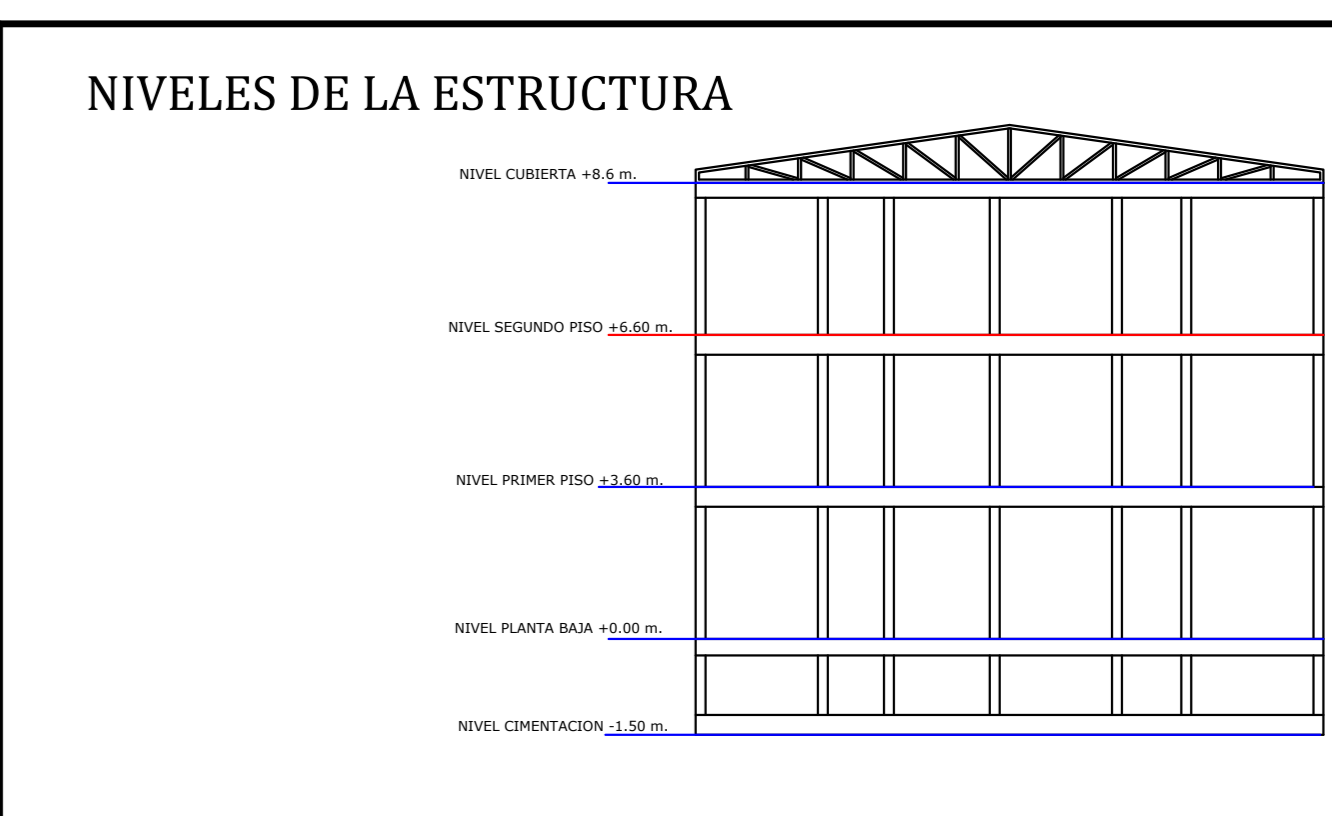 NIVELES DE LA ESTRUCTURA
NIVEL CUBIERTA +8.6 m.
NIVEL SEGUNDO PISO +6.60 m.
NIVEL PRIMER PISO +3.60 m.
NIVEL PLANTA BAJA +0.00 m.
NIVEL CIMENTACION -1.50 m.